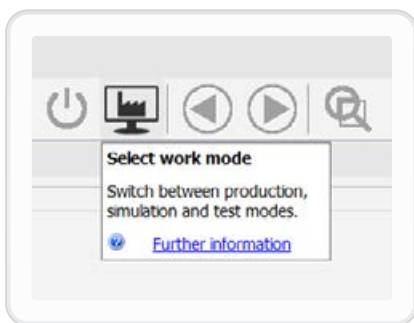 Select work mode
Switch between production,
simulation and test modes.
Further information